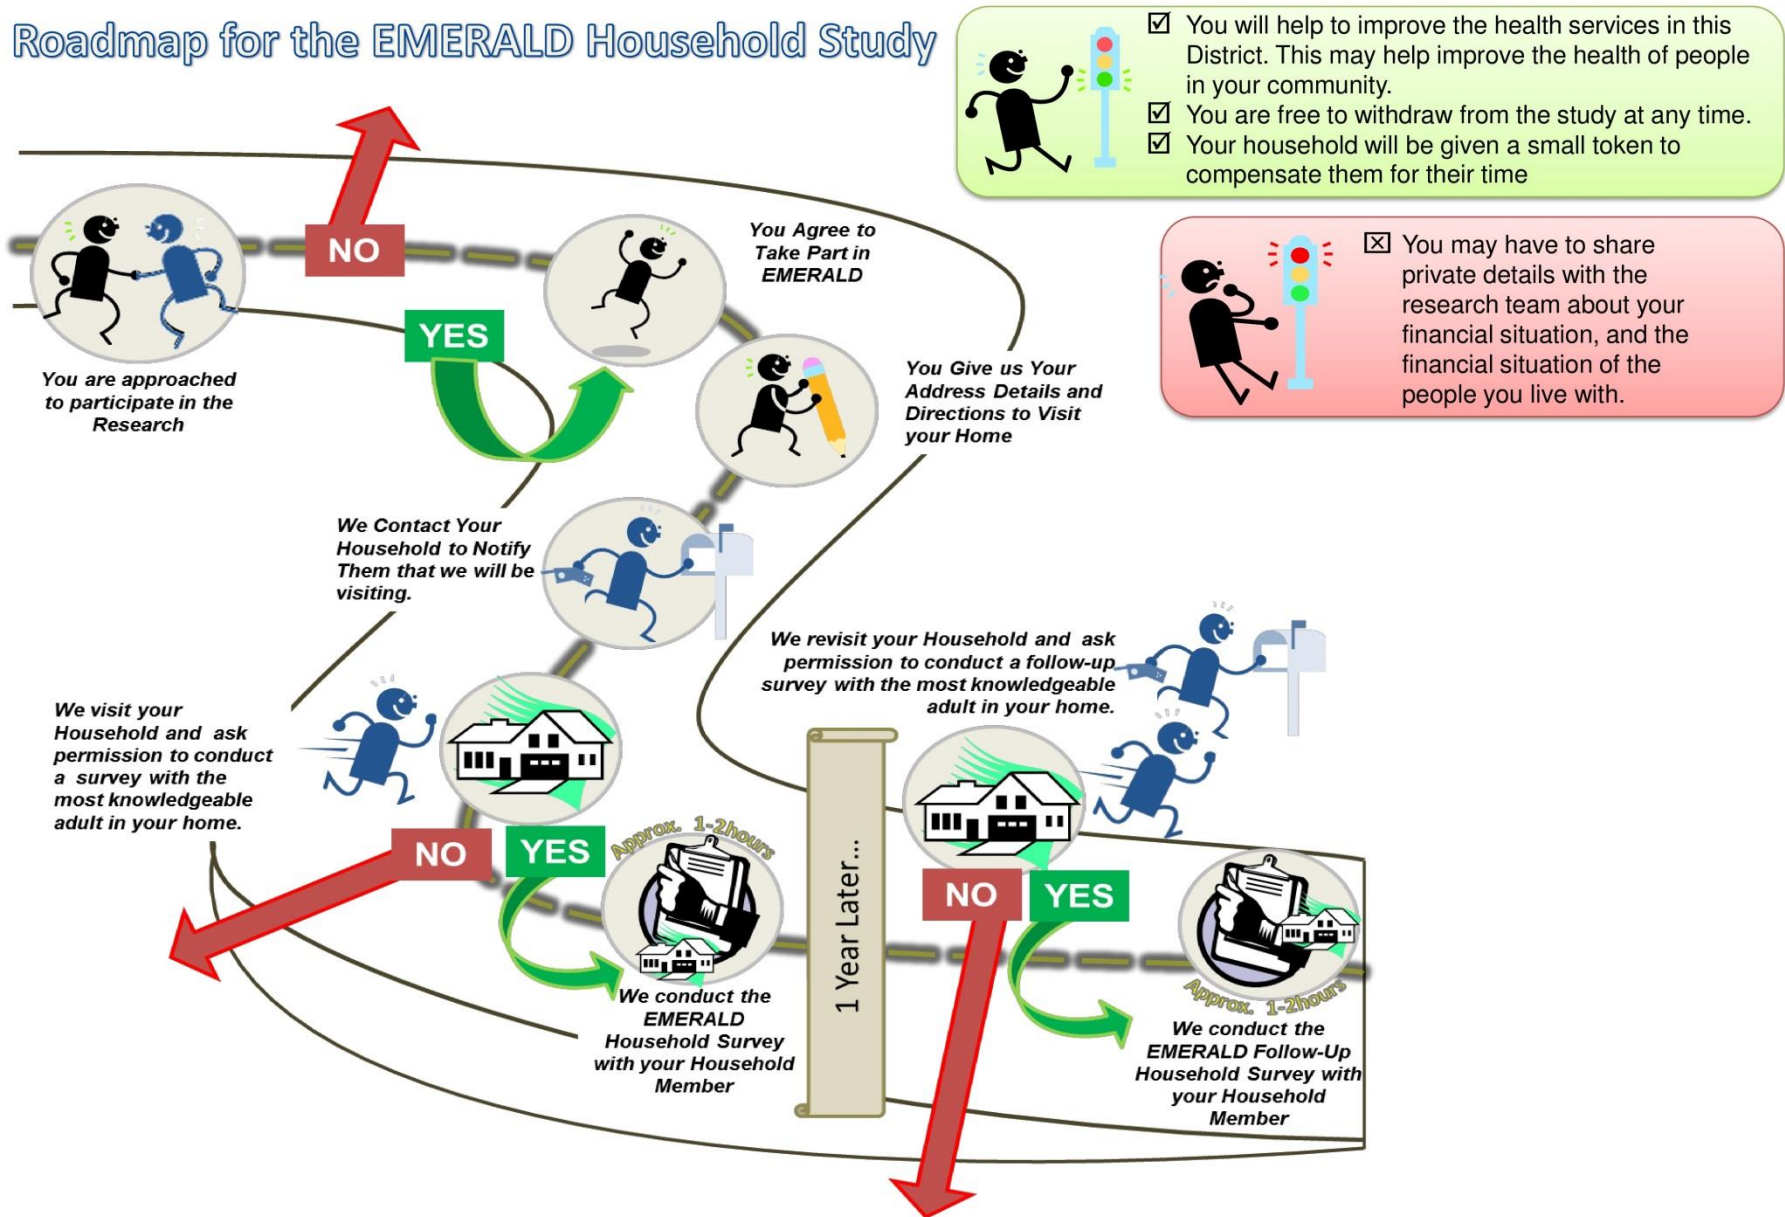 Roadmap for the EMERALD Household Study
☑ You will help to improve the health services in this
District. This may help improve the health of people
in your community.
☑ You are free to withdraw from the study at any time.
☑ Your household will be given a small token to
compensate them for their time
☒ You may have to share
private details with the
research team about your
financial situation, and the
financial situation of the
people you live with.
You are approached
to participate in the
Research
NO
YES
You Agree to
Take Part in
EMERALD
You Give us Your
Address Details and
Directions to Visit
your Home
We Contact Your
Household to Notify
Them that we will be
visiting.
We visit your
Household and ask
permission to conduct
a survey with the
most knowledgeable
adult in your home.
NO
YES
Approx. 1-2hours
We conduct the
EMERALD
Household Survey
with your Household
Member
1 Year Later...
We revisit your Household and ask
permission to conduct a follow-up
survey with the most knowledgeable
adult in your home.
NO
YES
Approx. 1-2hours
We conduct the
EMERALD Follow-Up
Household Survey with
your Household
Member